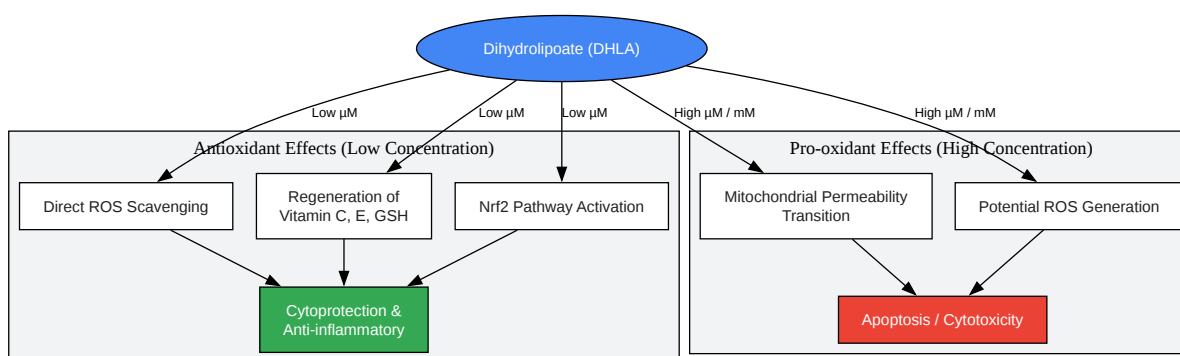 Dihydrolipoate (DHLA)
Low µM
Low µM
Low µM
High µM / mM
High µM / mM
Antioxidant Effects (Low Concentration)
Pro-oxidant Effects (High Concentration)
Direct ROS Scavenging
Regeneration of
Vitamin C, E, GSH
Nrf2 Pathway Activation
Mitochondrial Permeability
Transition
Potential ROS Generation
Cytoprotection &
Anti-inflammatory
Apoptosis / Cytotoxicity